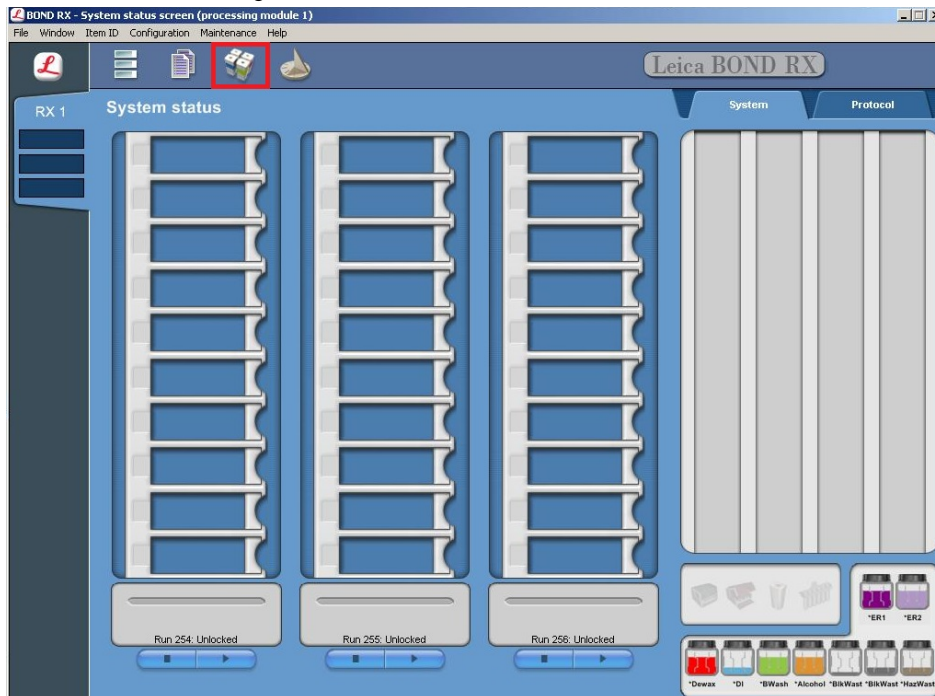 BOND RX - System status screen (processing module 1)
File Window Item ID Configuration Maintenance Help
Leica BOND RX
RX 1
System status
System
Protocol
Run 254: Unlocked
Run 255: Unlocked
Run 256: Unlocked
*ER1 *ER2
*Dewax *DI *BWash *Alcohol *BlkWast *BlkWast *HazWast